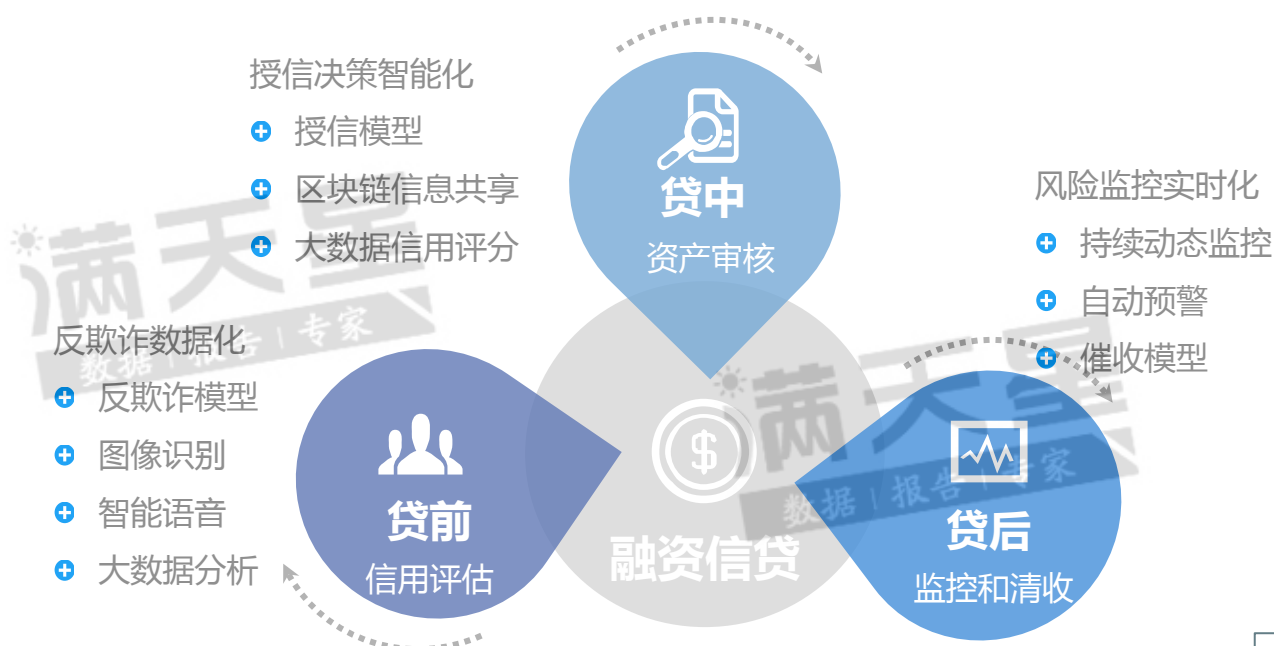 授信决策智能化
授信模型
区块链信息共享
大数据信用评分
贷中
资产审核
风险监控实时化
持续动态监控
自动预警
催收模型
反欺诈数据化
反欺诈模型
图像识别
智能语音
大数据分析
贷前
信用评估
融资信贷
贷后
监控和清收
满天星
数据 | 报告 | 专家
满天星
数据 | 报告 | 专家